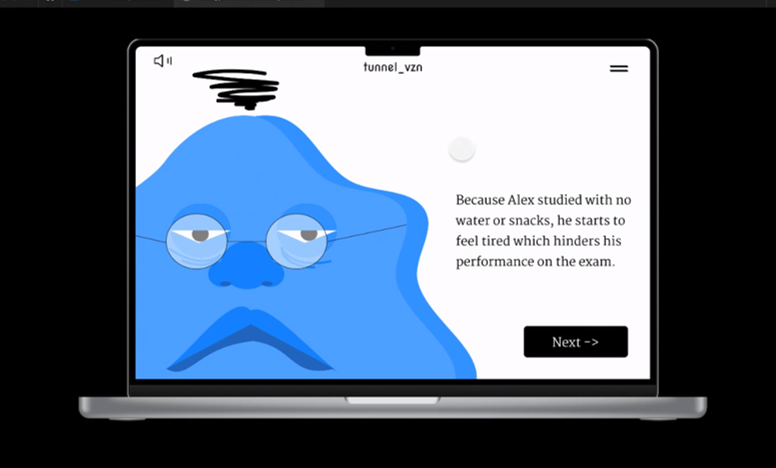 tunnel_vzn
Because Alex studied with no
water or snacks, he starts to
feel tired which hinders his
performance on the exam.
Next ->